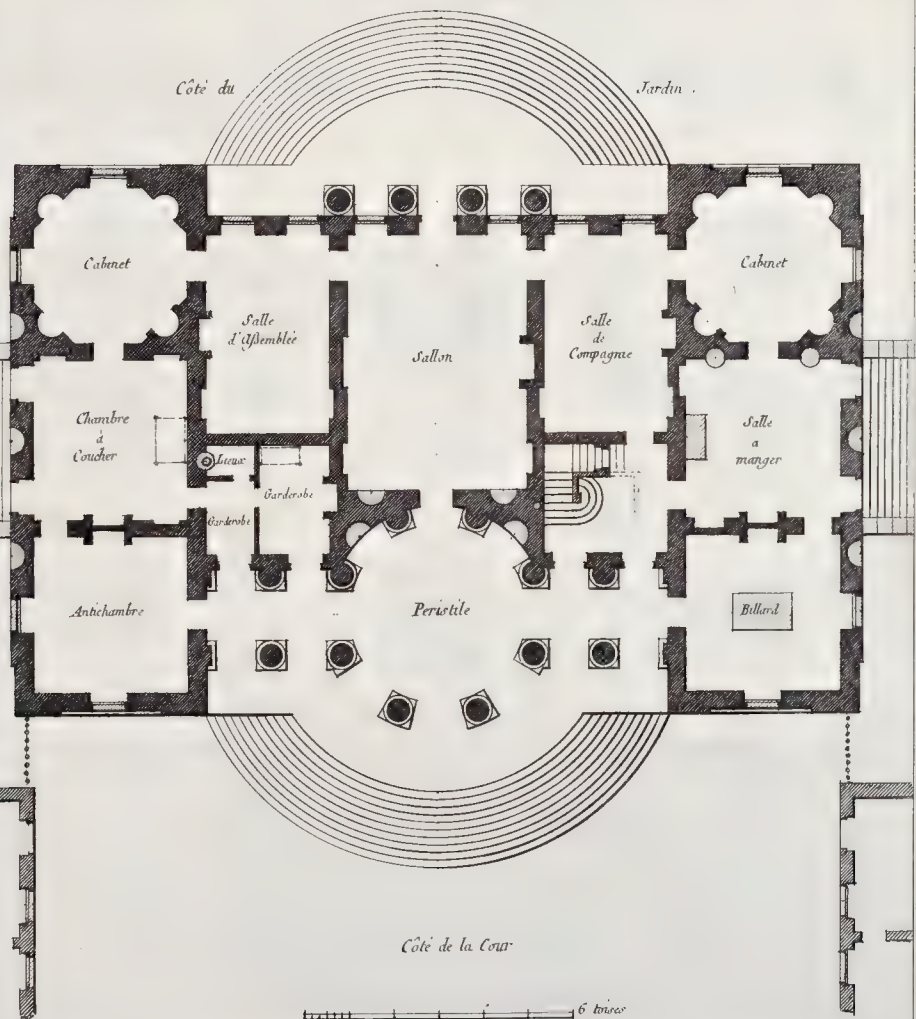 Côté du Jardin.
Cabinet
Cabinet
Salle
d'Aßemblée
Sallon
Salle
de
Compagnie
Chambre
à
Coucher
Salle
a
manger
Lieux
Garderobe
Garderobe
Antichambre
Peristile
Billard
Côté de la Cour
6 toises